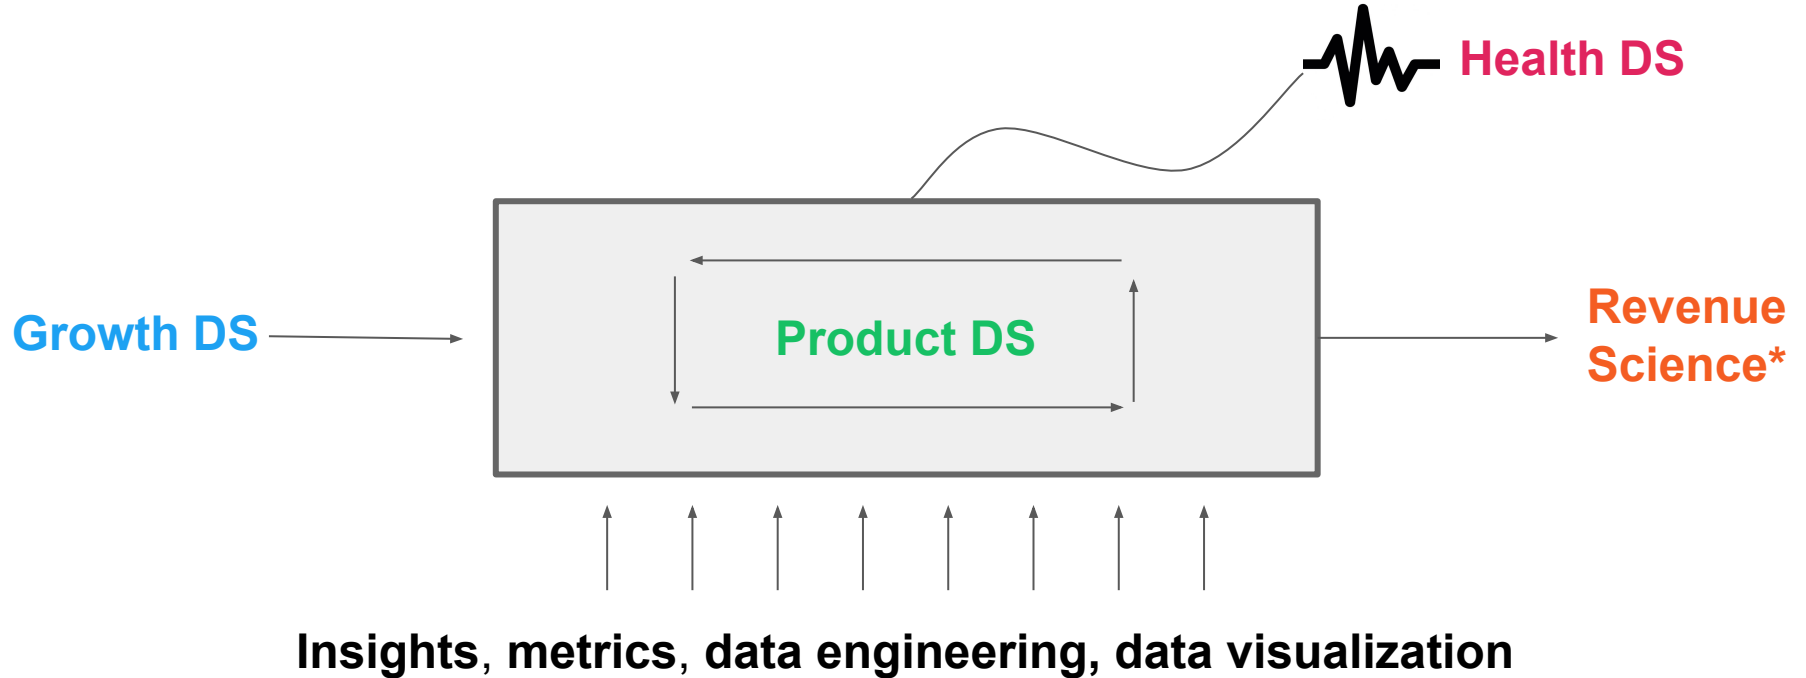 Health DS
Growth DS
Product DS
Revenue
Science*
Insights, metrics, data engineering, data visualization